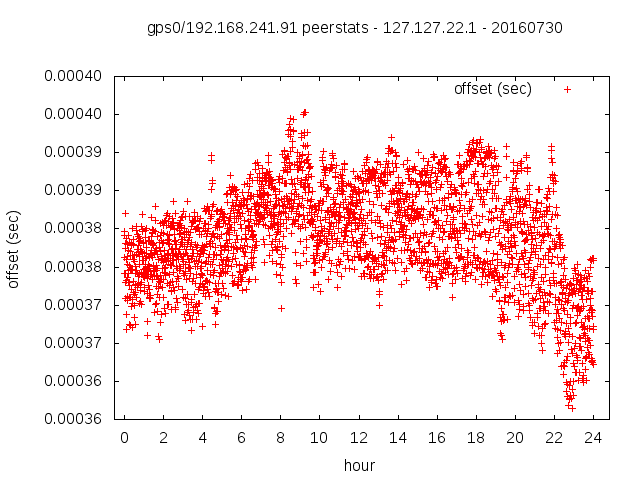 gps0/192.168.241.91 peerstats - 127.127.22.1 - 20160730
offset (sec)
0.00040
0.00040
0.00039
0.00039
0.00038
0.00038
0.00037
0.00037
0.00036
0.00036
offset (sec)
0 2 4 6 8 10 12 14 16 18 20 22 24
hour